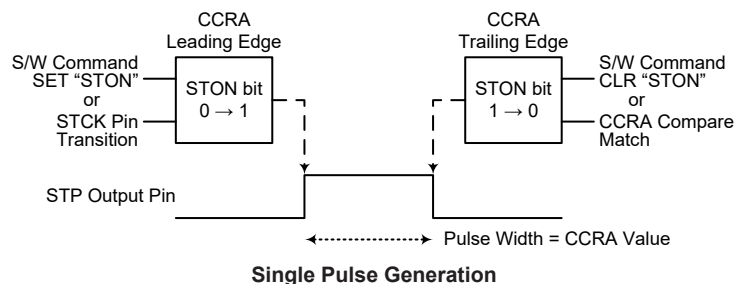 CCRA
Leading Edge
S/W Command
SET “STON”
or
STCK Pin
Transition
STON bit
0 → 1
CCRA
Trailing Edge
STON bit
1 → 0
S/W Command
CLR “STON”
or
CCRA Compare
Match
STP Output Pin
Pulse Width = CCRA Value
Single Pulse Generation